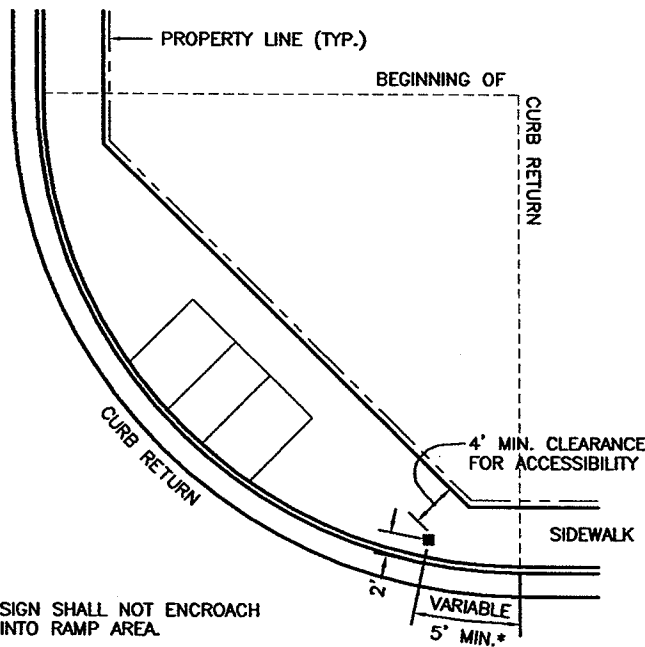 PROPERTY LINE (TYP.)
BEGINNING OF
CURB RETURN
CURB RETURN
4' MIN. CLEARANCE
FOR ACCESSIBILITY
SIDEWALK
2'
VARIABLE
5' MIN.*
SIGN SHALL NOT ENCROACH
INTO RAMP AREA.